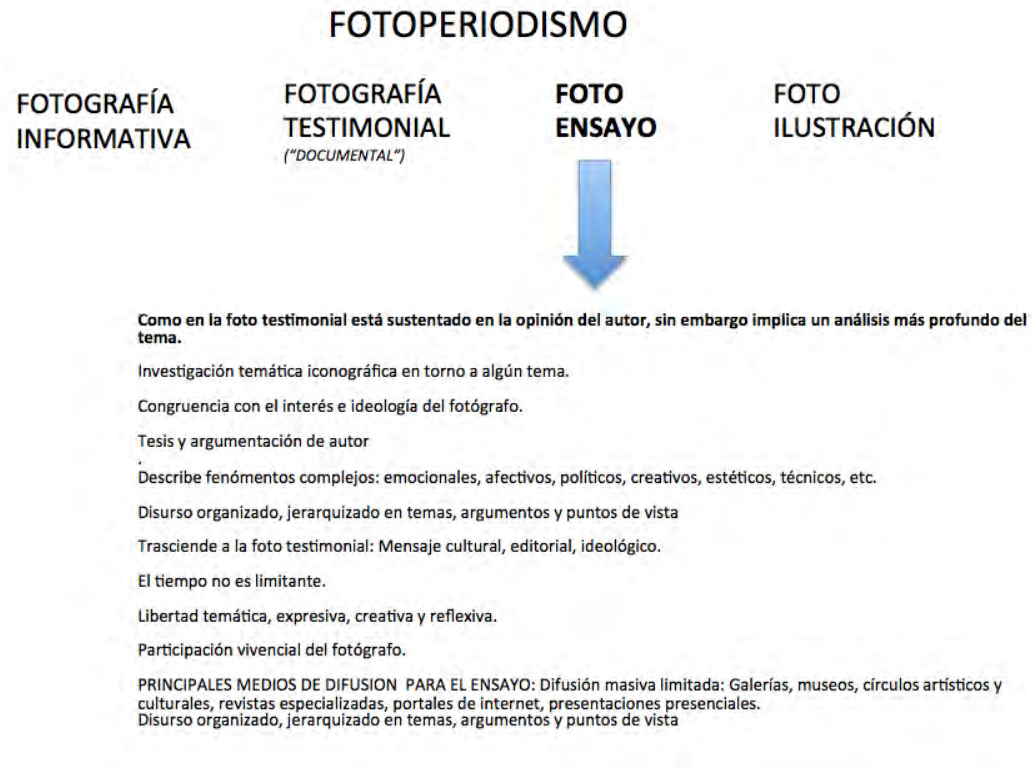 FOTOPERIODISMO
FOTOGRAFÍA
INFORMATIVA
FOTOGRAFÍA
TESTIMONIAL
("DOCUMENTAL")
FOTO
ENSAYO
FOTO
ILUSTRACIÓN
Como en la foto testimonial está sustentado en la opinión del autor, sin embargo implica un análisis más profundo del
tema.
Investigación temática iconográfica en torno a algún tema.
Congruencia con el interés e ideología del fotógrafo.
Tesis y argumentación de autor
.
Describe fenómentos complejos: emocionales, afectivos, políticos, creativos, estéticos, técnicos, etc.
Disurso organizado, jerarquizado en temas, argumentos y puntos de vista
Trasciende a la foto testimonial: Mensaje cultural, editorial, ideológico.
El tiempo no es limitante.
Libertad temática, expresiva, creativa y reflexiva.
Participación vivencial del fotógrafo.
PRINCIPALES MEDIOS DE DIFUSION  PARA EL ENSAYO: Difusión masiva limitada: Galerías, museos, círculos artísticos y
culturales, revistas especializadas, portales de internet, presentaciones presenciales.
Disurso organizado, jerarquizado en temas, argumentos y puntos de vista